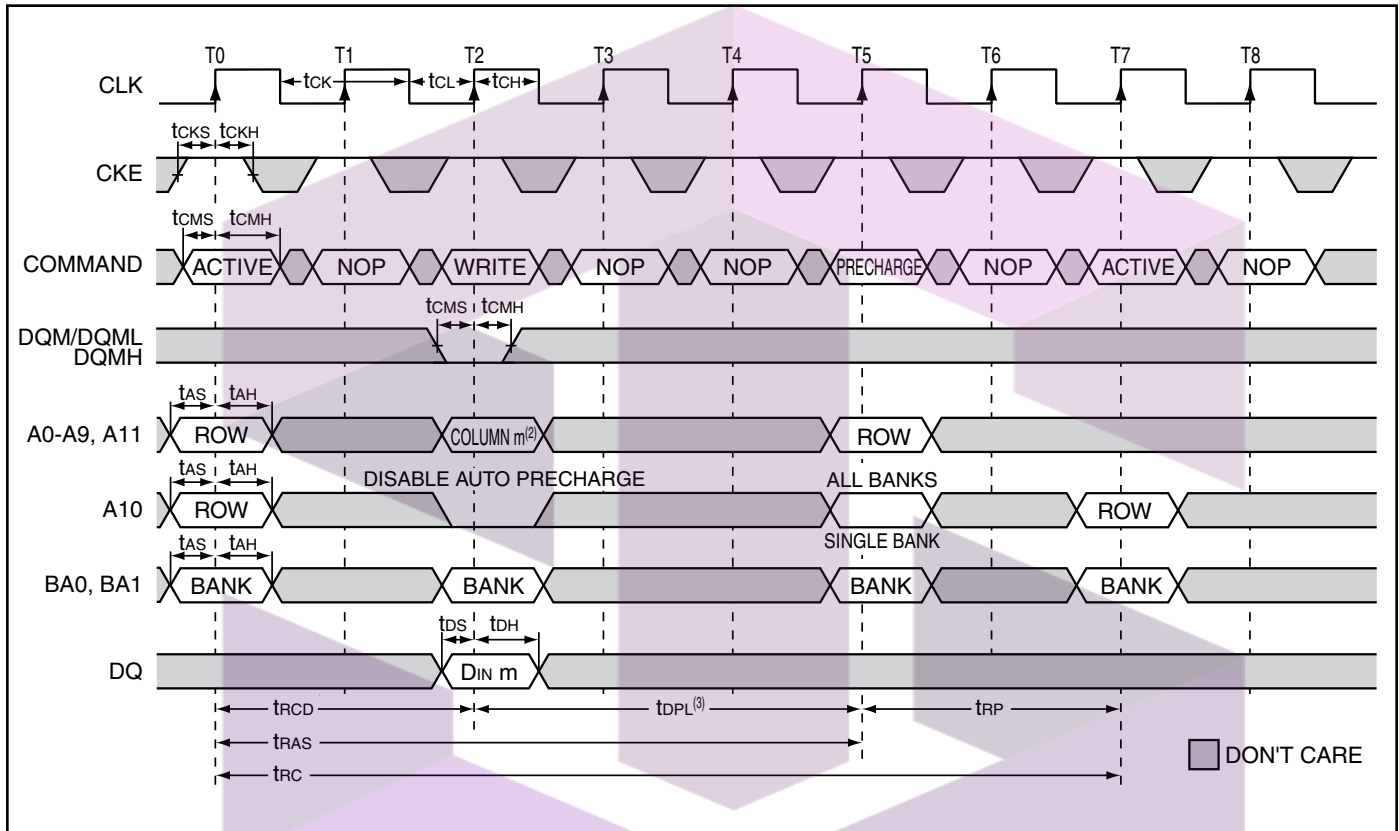 T0 T1 T2 T3 T4 T5 T6 T7 T8
CLK tCK tCL tCH
tCKS tCKH
CKE
tCMS tCMH
COMMAND ACTIVE NOP WRITE NOP NOP PRECHARGE NOP ACTIVE NOP
tCMS tCMH
DQM/DQML
DQMH
tAS tAH
A0-A9, A11 ROW COLUMN m(2) ROW
tAS tAH DISABLE AUTO PRECHARGE ALL BANKS
A10 ROW ROW
tAS tAH SINGLE BANK
BA0, BA1 BANK BANK BANK BANK
tDS tDH
DQ DIN m
tRCD tDPL(3) tRP
tRAS
tRC
DON'T CARE